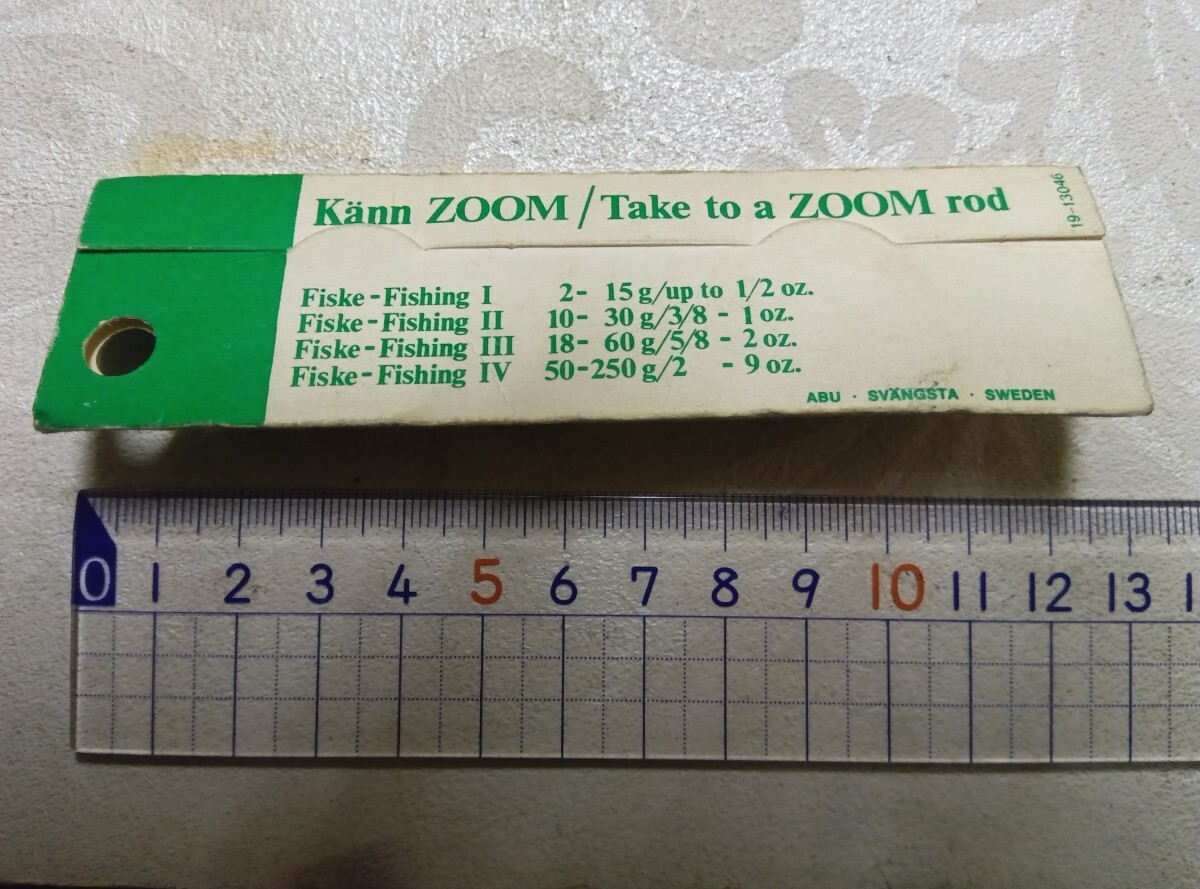 Känn ZOOM / Take to a ZOOM rod
19-13046
Fiske-Fishing I 2- 15 g/up to 1/2 oz.
Fiske-Fishing II 10- 30 g/3/8 - 1 oz.
Fiske-Fishing III 18- 60 g/5/8 - 2 oz.
Fiske-Fishing IV 50-250 g/2 - 9 oz.
ABU · SVÄNGSTA · SWEDEN
0 1 2 3 4 5 6 7 8 9 10 11 12 13 1